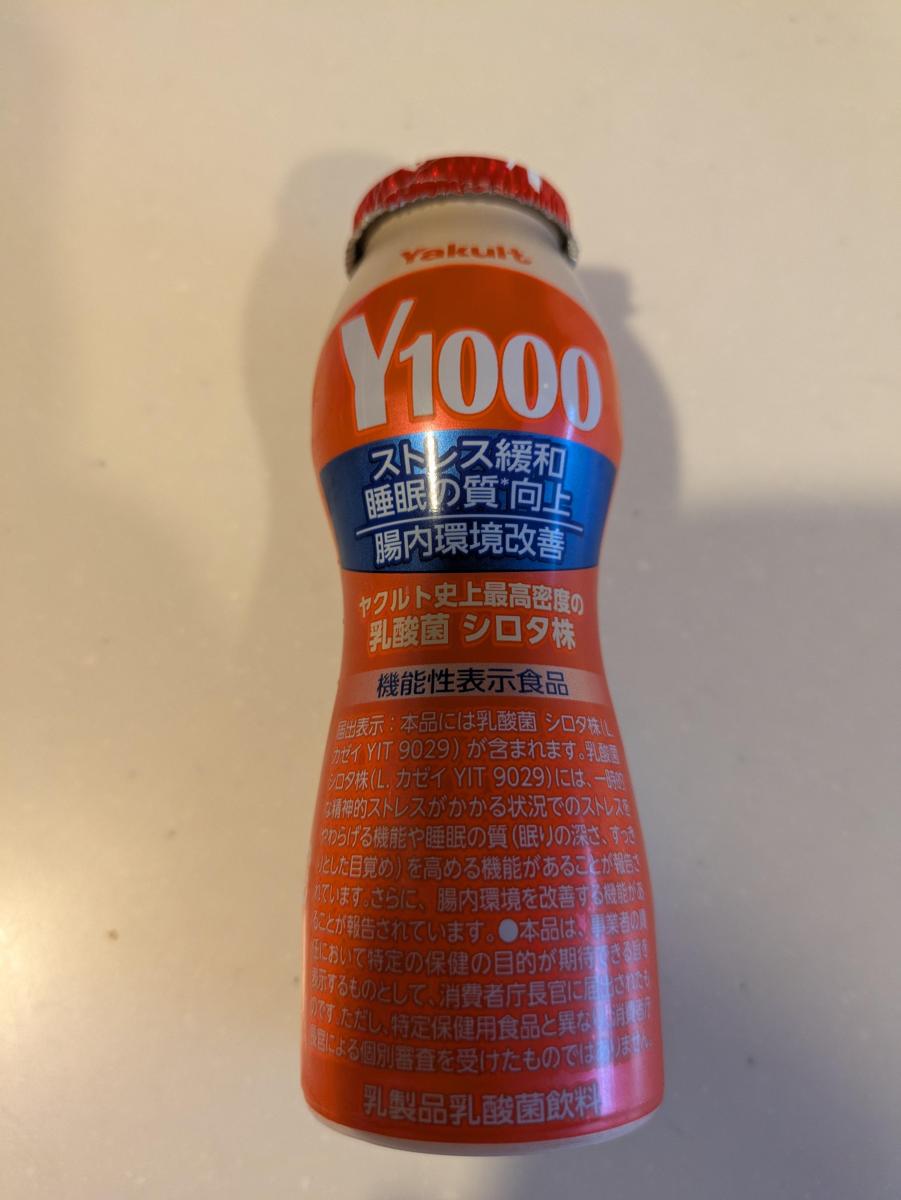 Yakult
Y1000
ストレス緩和
睡眠の質*向上
腸内環境改善
ヤクルト史上最高密度の
乳酸菌 シロタ株
機能性表示食品
届出表示：本品には乳酸菌 シロタ株(L.
カゼイ YIT 9029)が含まれます。乳酸菌
シロタ株(L. カゼイ YIT 9029)には、一時的
な精神的ストレスがかかる状況でのストレスを
やわらげる機能や睡眠の質(眠りの深さ、すっき
りとした目覚め)を高める機能があることが報告さ
れています。さらに、腸内環境を改善する機能があ
ることが報告されています。●本品は、事業者の責
任において特定の保健の目的が期待できる旨を
表示するものとして、消費者庁長官に届出されたも
のです。ただし、特定保健用食品と異なり、消費者庁
長官による個別審査を受けたものではありません。
乳製品乳酸菌飲料